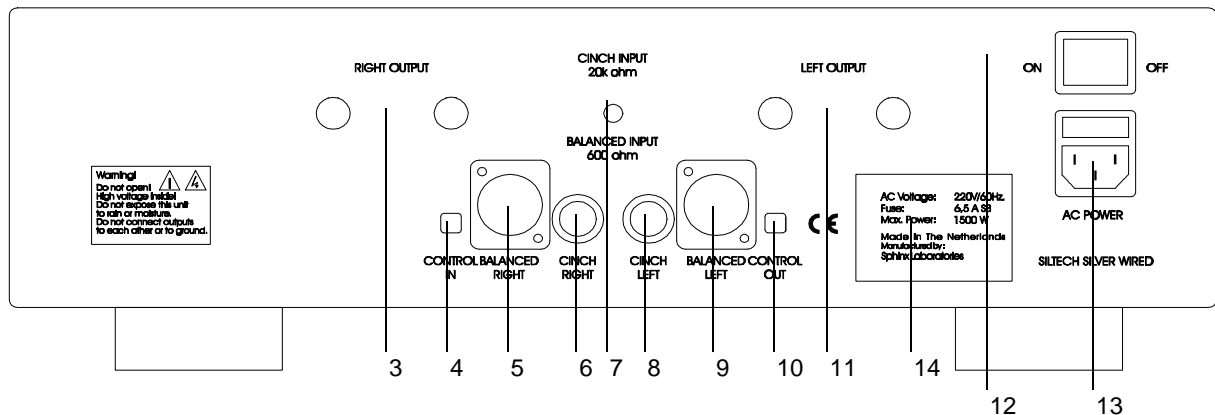 RIGHT OUTPUT
CINCH INPUT
20k ohm
LEFT OUTPUT
ON
OFF
BALANCED INPUT
600 ohm
Warning!
Do not open!
High voltage inside!
Do not expose this unit
to rain or moisture.
Do not connect outputs
to each other or to ground.
CONTROL
IN
BALANCED
RIGHT
CINCH
RIGHT
CINCH
LEFT
BALANCED
LEFT
CONTROL
OUT
CE
AC Voltage: 220V/60Hz.
Fuse: 6,5 A SB
Max. Power: 1500 W
Made in The Netherlands
Manufactured by:
Sphinx Laboratories
AC POWER
SILTECH SILVER WIRED
3
4
5
6
7
8
9
10
11
14
12
13